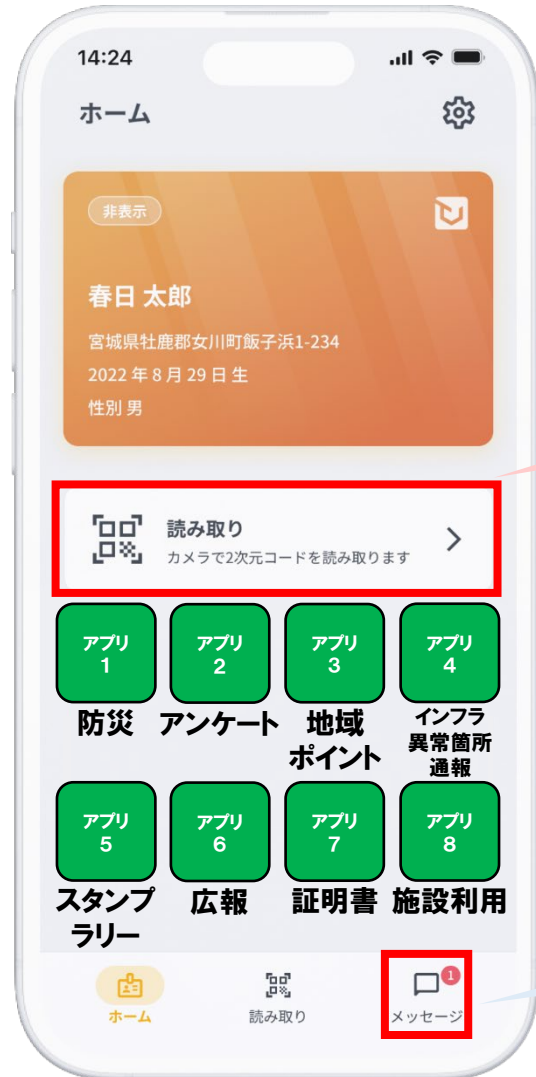 14:24
ホーム
非表示
春日 太郎
宮城県牡鹿郡女川町飯子浜1-234
2022 年 8 月 29 日 生
性別 男
読み取り
カメラで2次元コードを読み取ります
アプリ
1
アプリ
2
アプリ
3
アプリ
4
防災
アンケート
地域
ポイント
インフラ
異常箇所
通報
アプリ
5
アプリ
6
アプリ
7
アプリ
8
スタンプ
ラリー
広報
証明書
施設利用
1
ホーム
読み取り
メッセージ